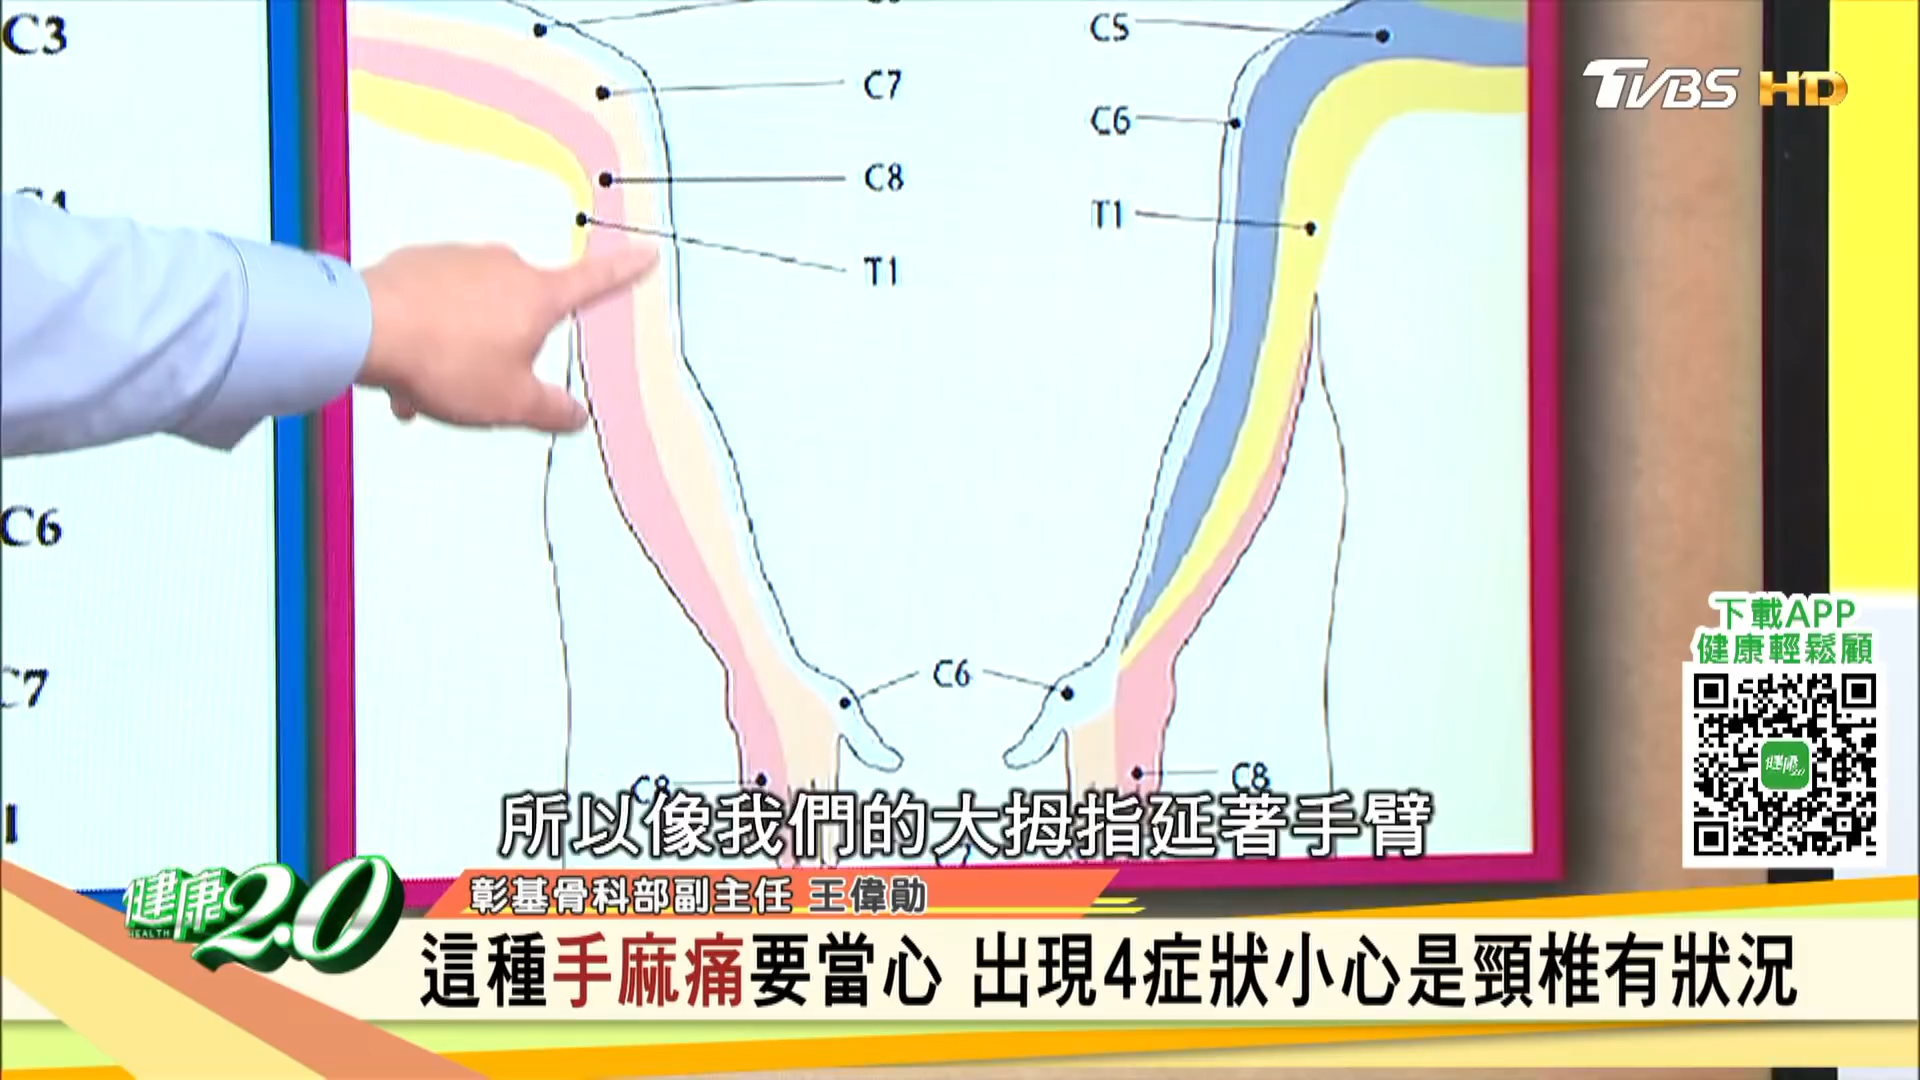 C3
C5
C7
C6
C8
T1
T1
TVBS HD
C6
C7
C6
C8
C8
下載APP
健康輕鬆顧
所以像我們的大拇指延著手臂
彰基骨科部副主任 王偉勛
健康2.0
HEALTH
這種手麻痛要當心 出現4症狀小心是頸椎有狀況